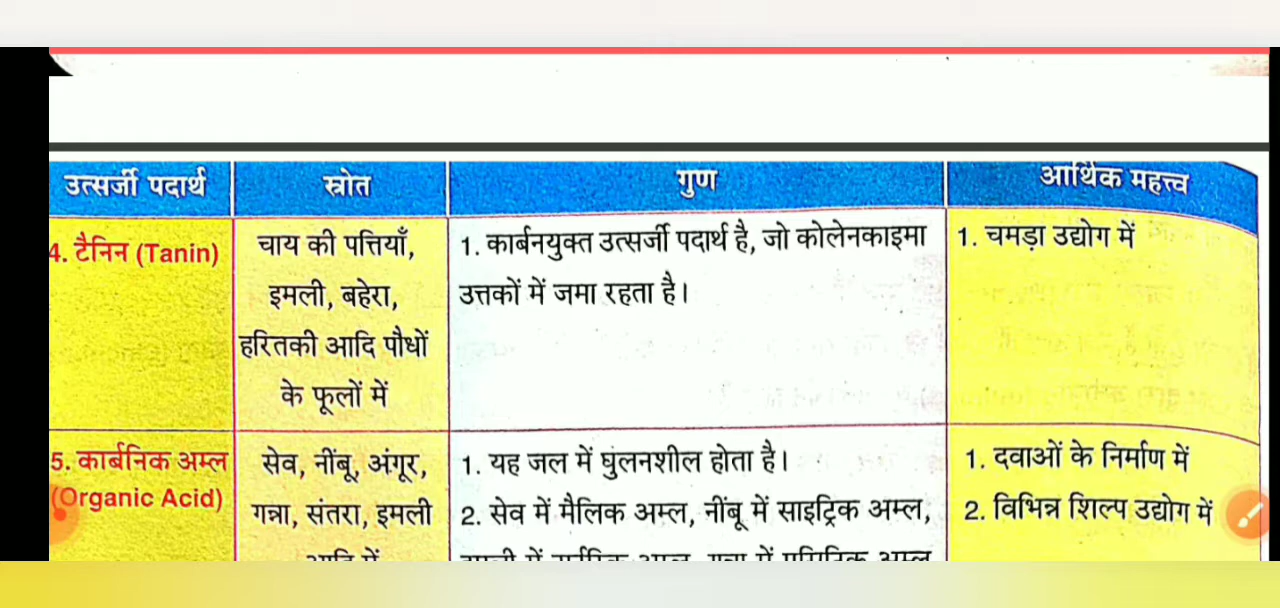 उत्सर्जी पदार्थ
स्रोत
गुण
आर्थिक महत्त्व
4. टैनिन (Tanin)
चाय की पत्तियाँ,
इमली, बहेरा,
हरितकी आदि पौधों
के फूलों में
1. कार्बनयुक्त उत्सर्जी पदार्थ है, जो कोलेनकाइमा
उत्तकों में जमा रहता है।
1. चमड़ा उद्योग में
5. कार्बनिक अम्ल
(Organic Acid)
सेव, नींबू, अंगूर,
गन्ना, संतरा, इमली
आदि में
1. यह जल में घुंलनशील होता है।
2. सेव में मैलिक अम्ल, नींबू में साइट्रिक अम्ल,
1. दवाओं के निर्माण में
2. विभिन्न शिल्प उद्योग में